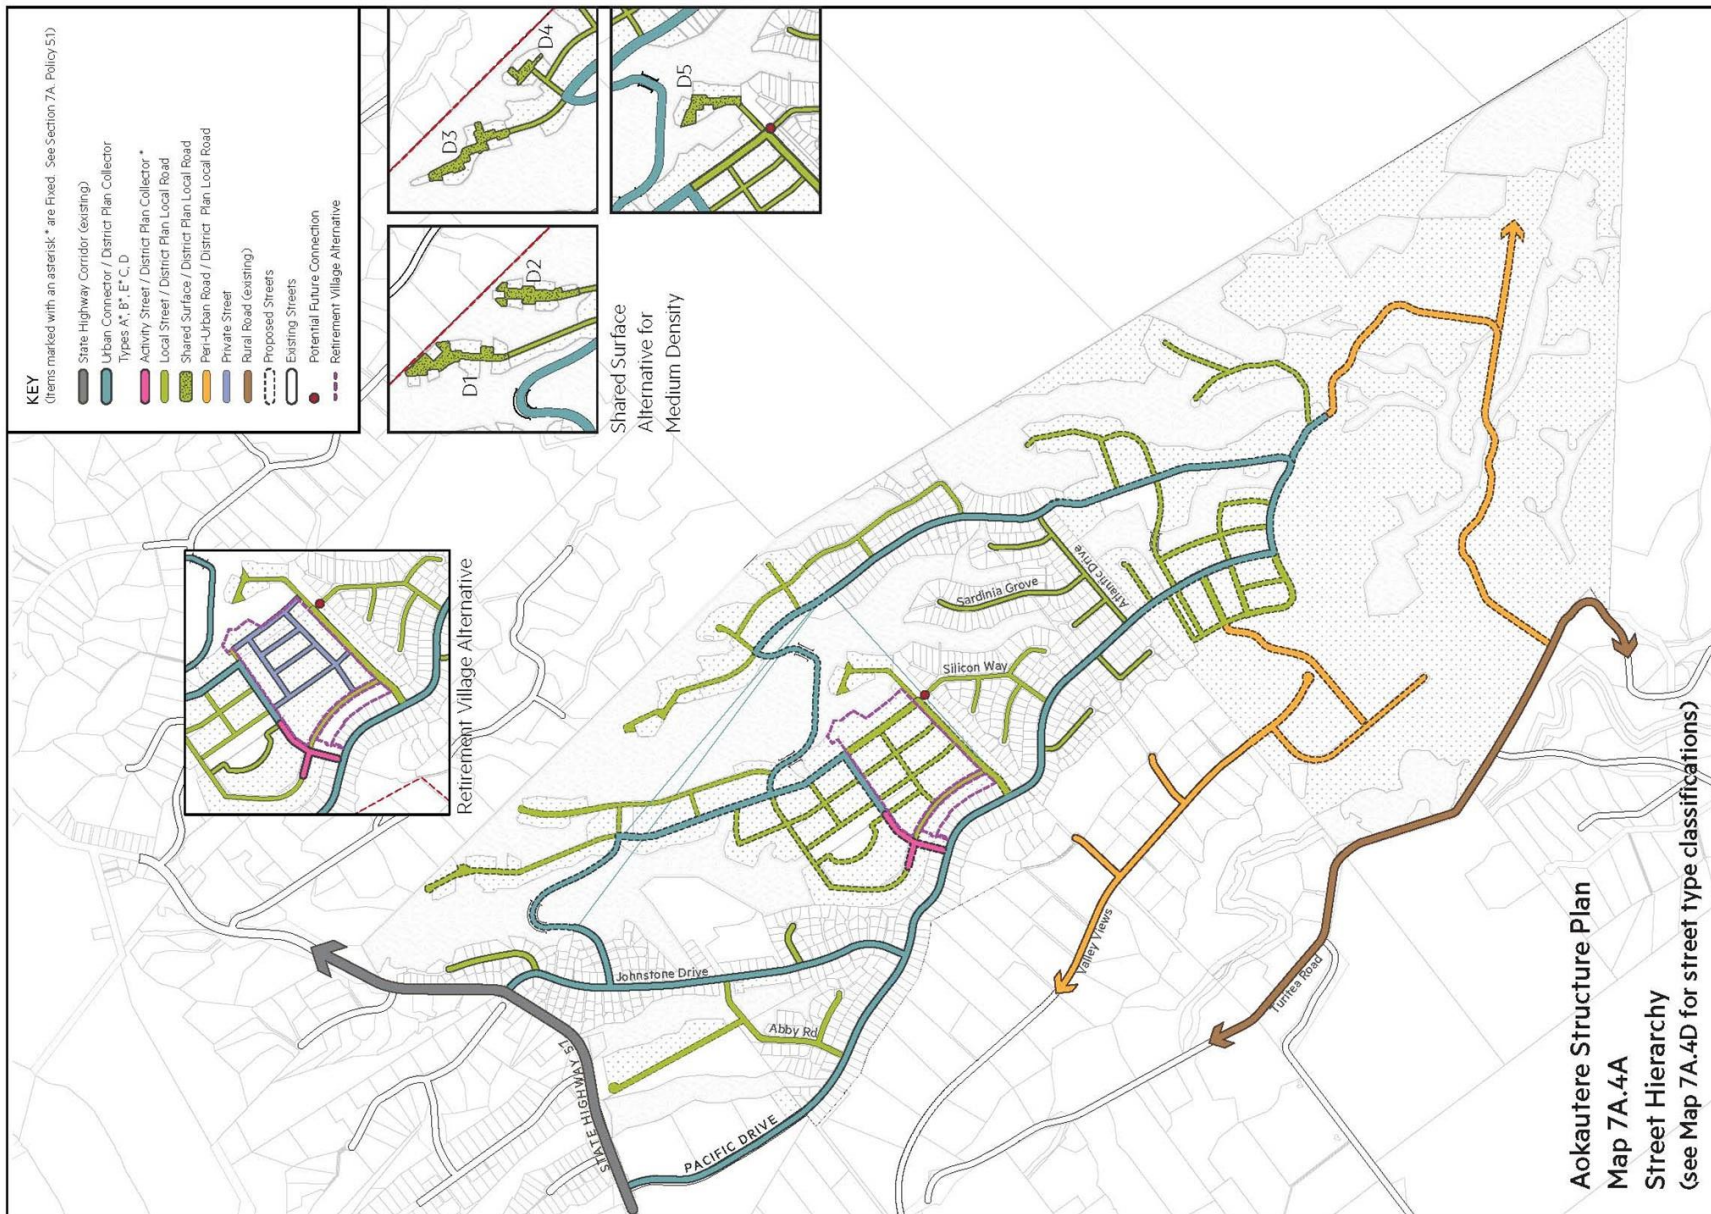 KEY
(Items marked with an asterisk * are Fixed. See Section 7A. Policy 5.1)
State Highway Corridor (existing)
Urban Connector / District Plan Collector
Types A*, B*, E* C, D
Activity Street / District Plan Collector *
Local Street / District Plan Local Road
Shared Surface / District Plan Local Road
Peri-Urban Road / District Plan Local Road
Private Street
Rural Road (existing)
Proposed Streets
Existing Streets
Potential Future Connection
Retirement Village Alternative
D1
D2
D3
D4
D5
Shared Surface
Alternative for
Medium Density
Retirement Village Alternative
STATE HIGHWAY 57
PACIFIC DRIVE
Johnstone Drive
Abby Rd
Silicon Way
Sardinia Grove
Atlantic Drive
Valley Views
Turitea Road
Aokautere Structure Plan
Map 7A.4A
Street Hierarchy
(see Map 7A.4D for street type classifications)